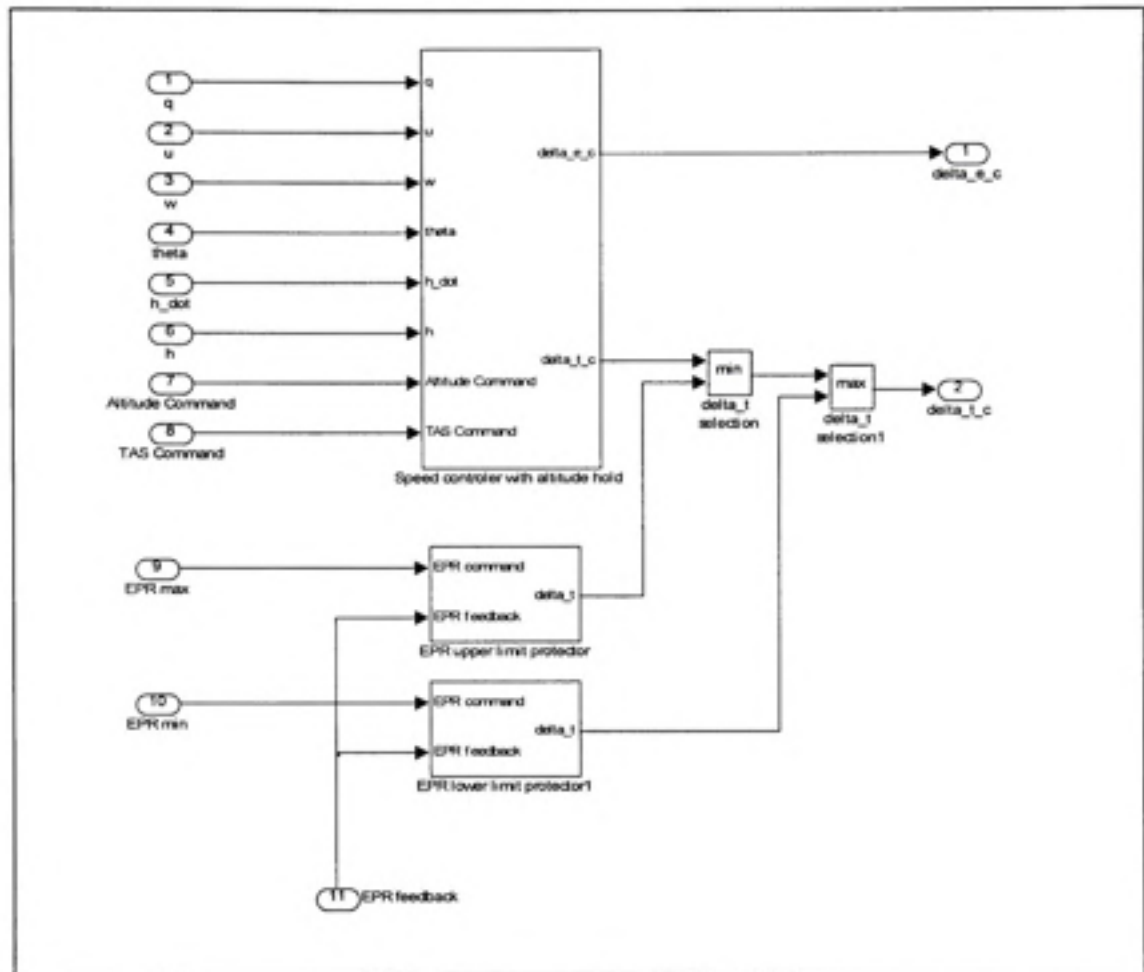 1
q
q
2
u
u
delta_e_c
1
delta_e_c
3
w
w
4
theta
theta
5
h_dot
h_dot
6
h
h
delta_t_c
min
delta_t
selection
max
delta_t
selection1
2
delta_t_c
7
Altitude Command
Altitude Command
8
TAS Command
TAS Command
Speed controler with altitude hold
9
EPR max
EPR command
delta_t
EPR feedback
EPR upper limit protector
10
EPR min
EPR command
delta_t
EPR feedback
EPR lower limit protector1
11
EPR feedback